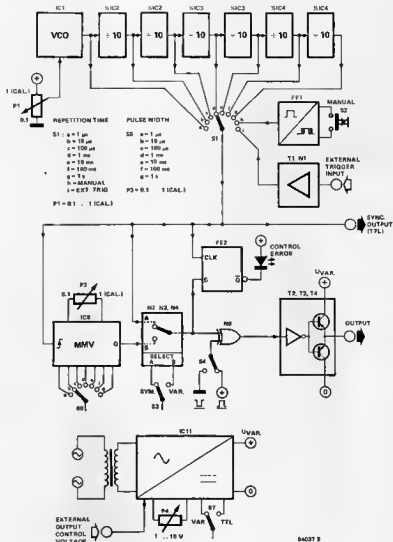 IC1
½IC2
½IC2
½IC3
½IC3
½IC4
½IC4
VCO
÷ 10
÷ 10
÷ 10
÷ 10
÷ 10
÷ 10
1 (CAL.)
P1
0.1
REPETITION TIME
S1 : a = 1 µs
b = 10 µs
c = 100 µs
d = 1 ms
e = 10 ms
f = 100 ms
g = 1 s
h = MANUAL
i = EXT TRIG
P1 = 0.1 . 1 (CAL.)
PULSE WIDTH
a = 1 µs
b = 10 µs
c = 100 µs
d = 1 ms
e = 10 ms
f = 100 ms
g = 1 s
P3 = 0.1 1 (CAL.)
S1
FF1
MANUAL
S2
T1, N1
EXTERNAL
TRIGGER
INPUT
SYNC.
OUTPUT
(TTL)
P3
0.1
1 (CAL.)
MMV
Q
N2 N3, N4
A
B
SELECT
A
B
SYM.
VAR.
S3
CLK
Q
CONTROL
ERROR
S4
T2, T3, T4
UVAR.
OUTPUT
0
IC11
UVAR.
0
P4
1 ... 10 V
S7
VAR
TTL
EXTERNAL
OUTPUT
CONTROL
VOLTAGE
84037 2